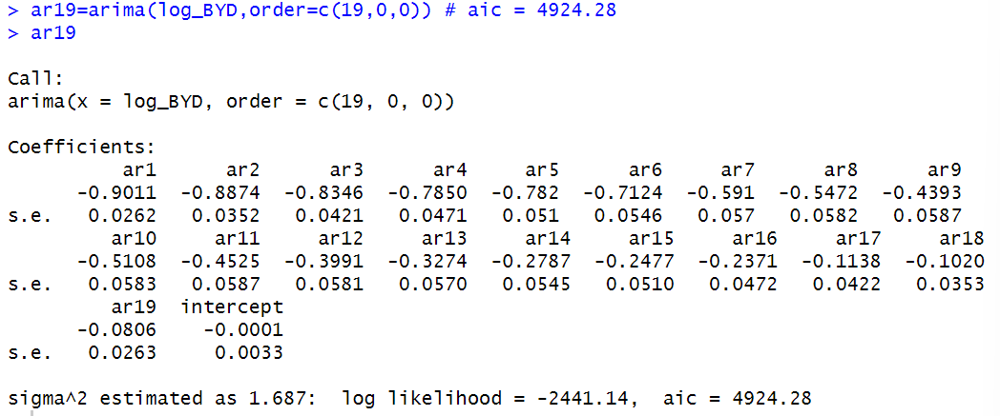 > ar19=arima(log_BYD,order=c(19,0,0)) # aic = 4924.28
> ar19
Call:
arima(x = log_BYD, order = c(19, 0, 0))
Coefficients:
ar1 ar2 ar3 ar4 ar5 ar6 ar7 ar8 ar9
-0.9011 -0.8874 -0.8346 -0.7850 -0.782 -0.7124 -0.591 -0.5472 -0.4393
s.e. 0.0262 0.0352 0.0421 0.0471 0.051 0.0546 0.057 0.0582 0.0587
ar10 ar11 ar12 ar13 ar14 ar15 ar16 ar17 ar18
-0.5108 -0.4525 -0.3991 -0.3274 -0.2787 -0.2477 -0.2371 -0.1138 -0.1020
s.e. 0.0583 0.0587 0.0581 0.0570 0.0545 0.0510 0.0472 0.0422 0.0353
ar19 intercept
-0.0806 -0.0001
s.e. 0.0263 0.0033
sigma^2 estimated as 1.687: log likelihood = -2441.14, aic = 4924.28